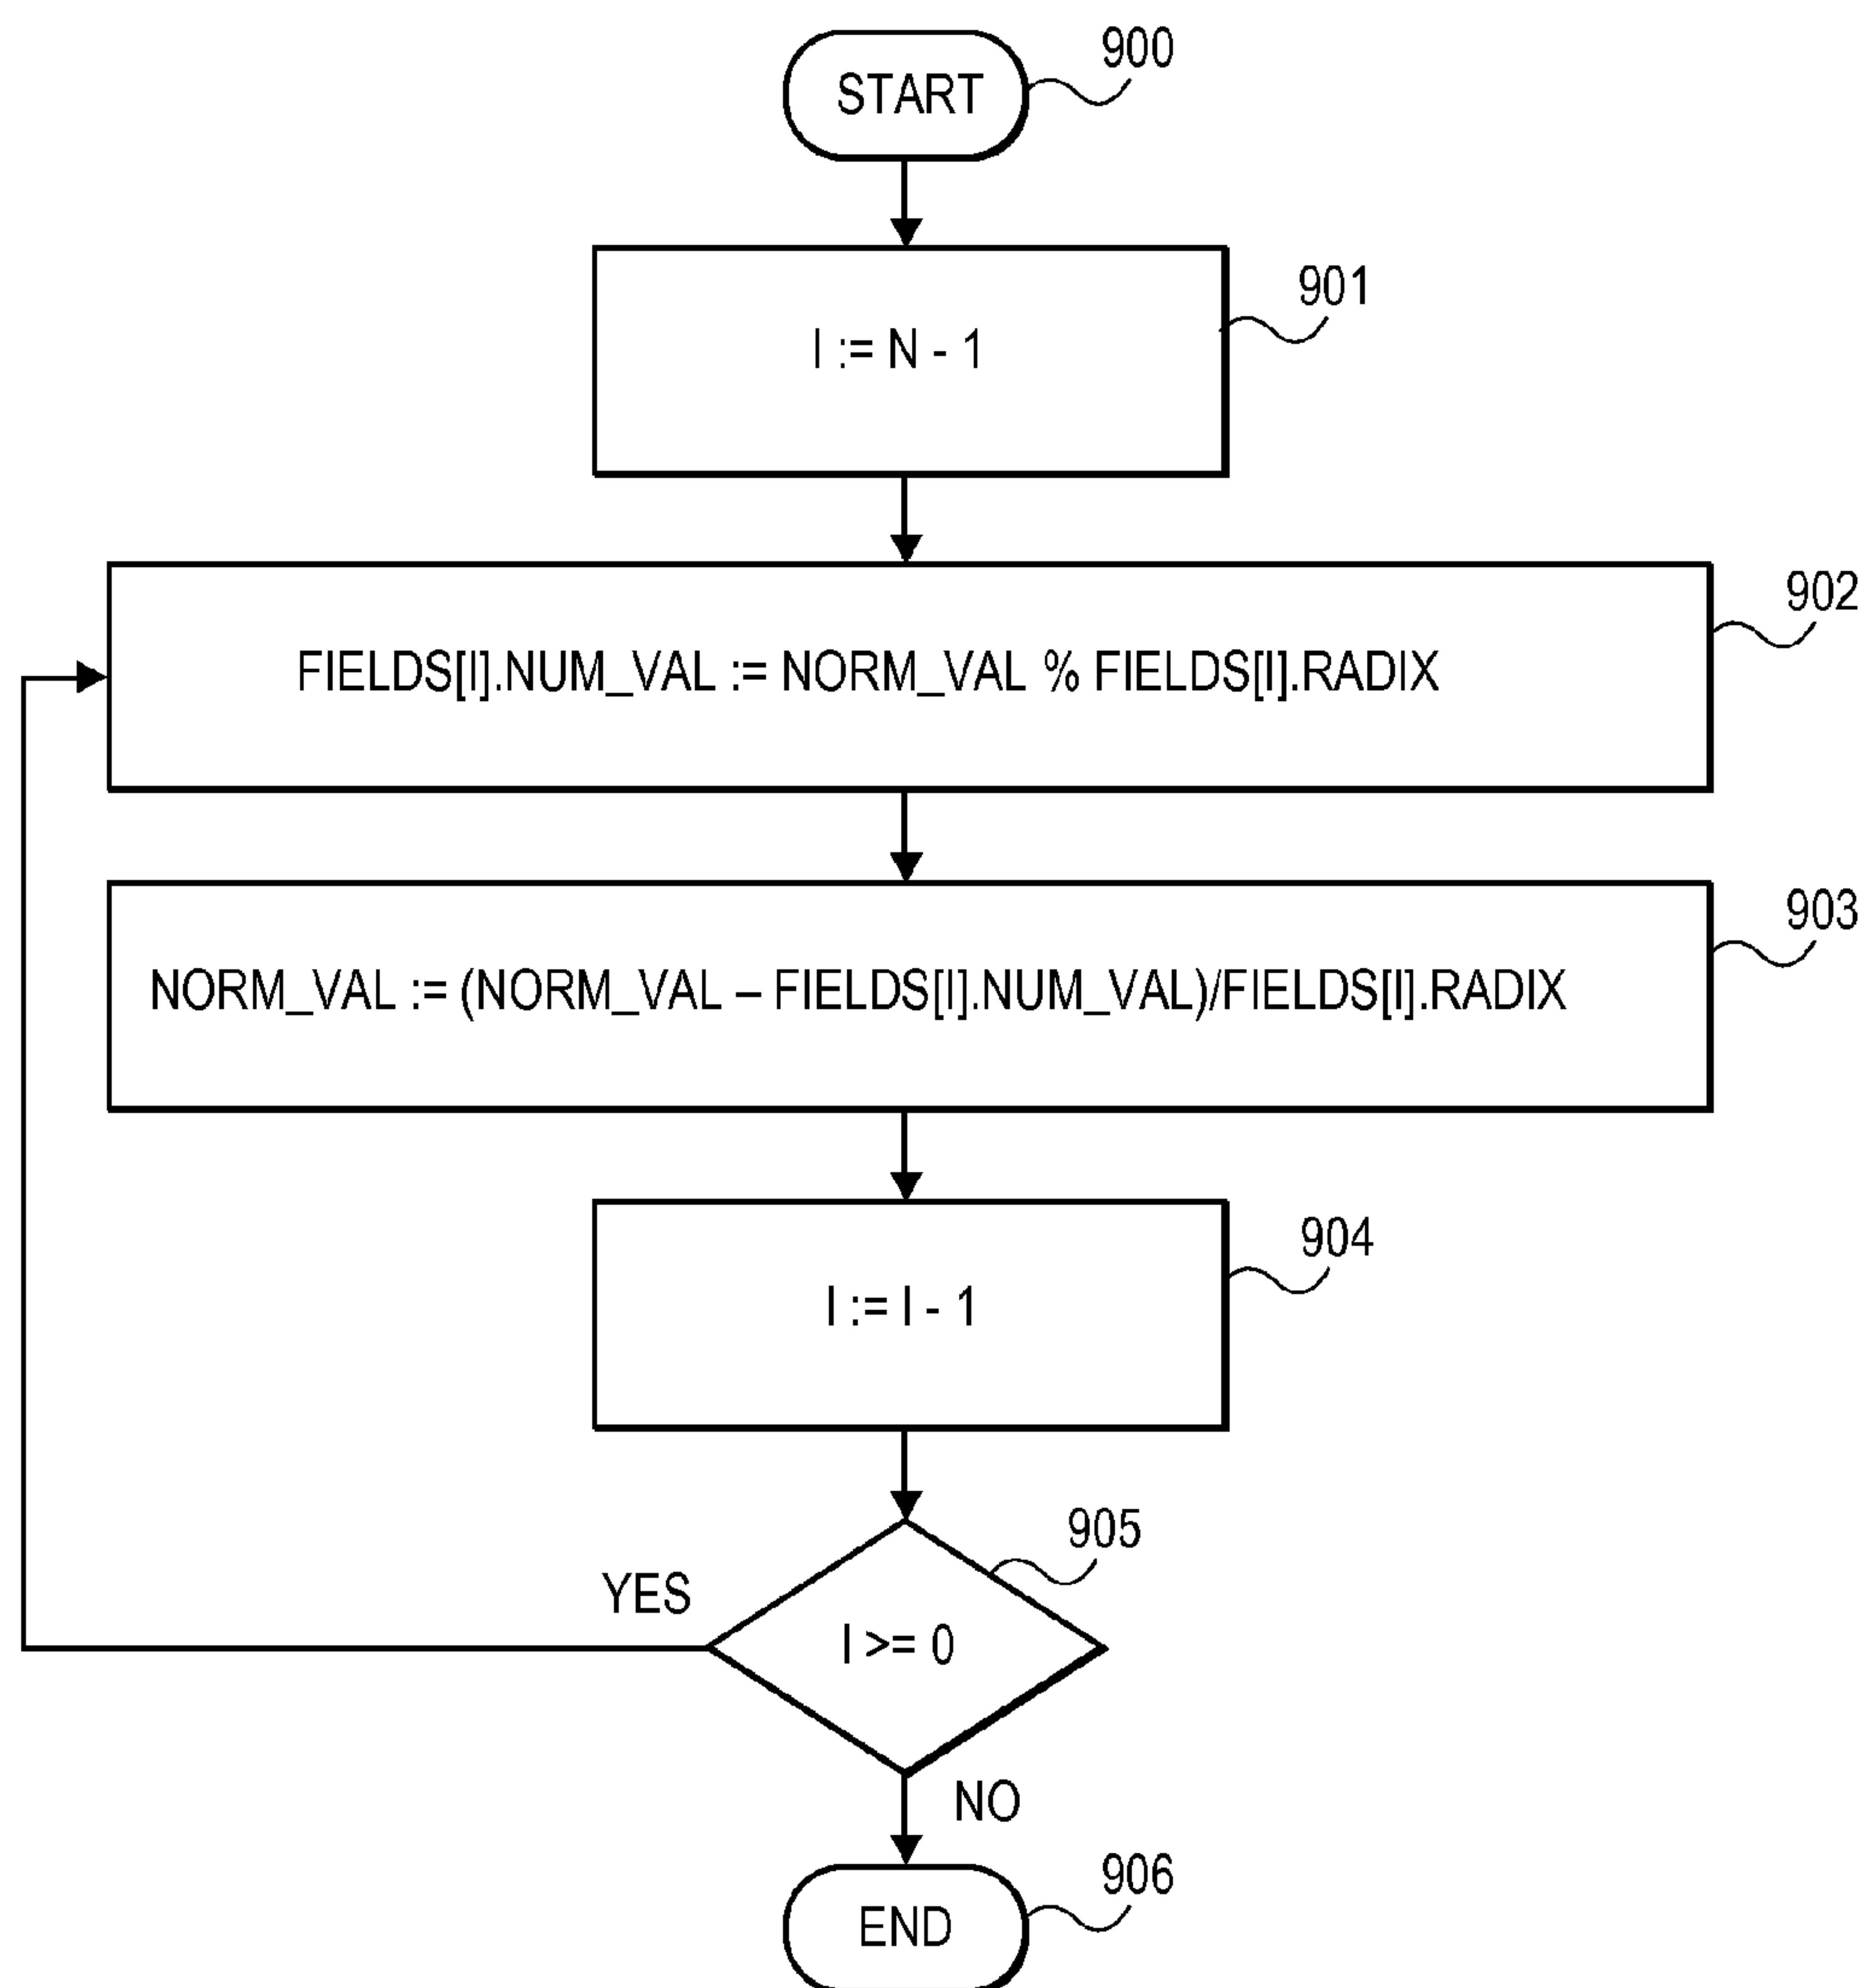 START
900
I := N - 1
901
FIELDS[I].NUM_VAL := NORM_VAL % FIELDS[I].RADIX
902
NORM_VAL := (NORM_VAL – FIELDS[I].NUM_VAL)/FIELDS[I].RADIX
903
I := I - 1
904
I >= 0
905
YES
NO
END
906